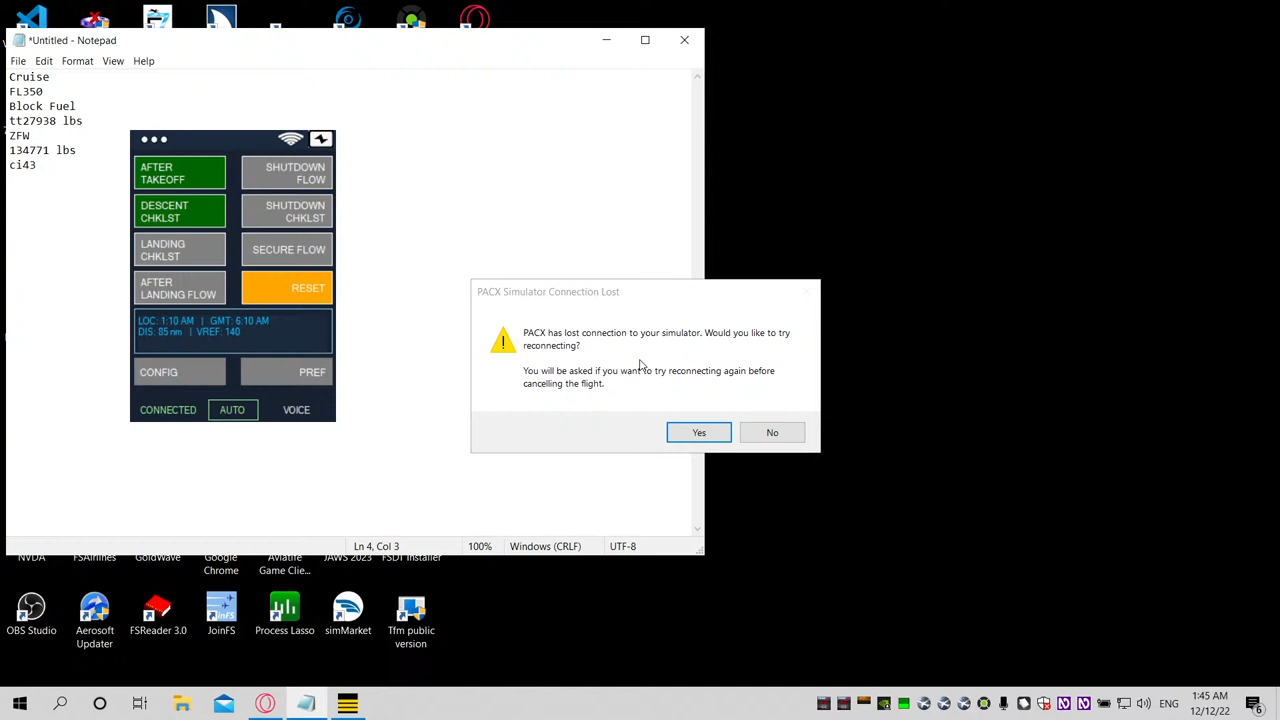 *Untitled - Notepad
File Edit Format View Help
Cruise
FL350
Block Fuel
tt27938 lbs
ZFW
134771 lbs
ci43
AFTER
TAKEOFF
SHUTDOWN
FLOW
DESCENT
CHKLST
SHUTDOWN
CHKLST
LANDING
CHKLST
SECURE FLOW
AFTER
LANDING FLOW
RESET
LOC: 1:10 AM | GMT: 6:10 AM
DIS: 85 nm | VREF: 140
CONFIG
PREF
CONNECTED AUTO VOICE
PACX Simulator Connection Lost
PACX has lost connection to your simulator. Would you like to try
reconnecting?
You will be asked if you want to try reconnecting again before
cancelling the flight.
Yes No
Ln 4, Col 3 100% Windows (CRLF) UTF-8
NVDA FSAirlines GoldWave Google
Chrome
Game Clie...
JAWS 2023 FSDT Installer
OBS Studio
Aerosoft
Updater
FSReader 3.0
JoinFS
Process Lasso
simMarket
Tfm public
version
ENG
1:45 AM
12/12/22
6